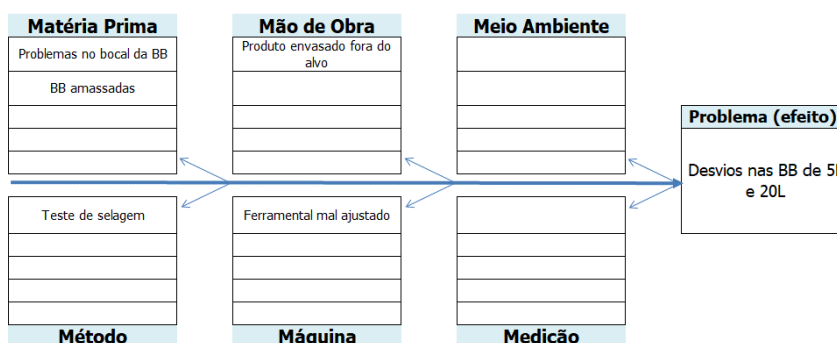 Matéria Prima
Mão de Obra
Meio Ambiente
Problemas no bocal da BB
Produto envasado fora do
alvo
BB amassadas
Problema (efeito)
Desvios nas BB de 5
e 20L
Teste de selagem
Ferramental mal ajustado
Método
Máquina
Medição